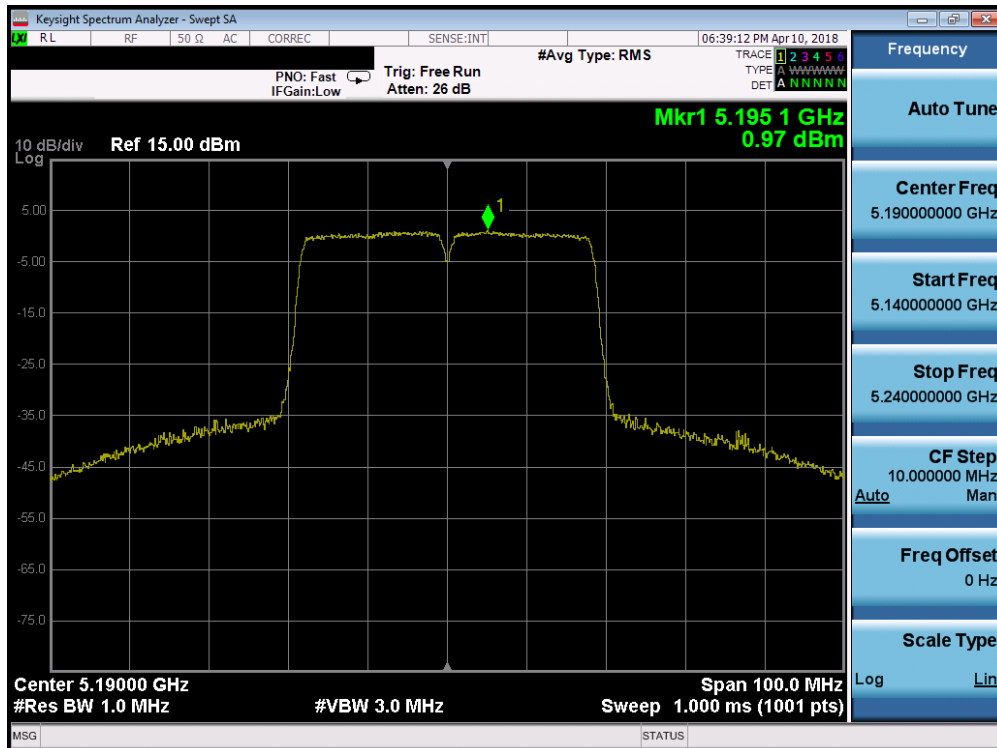 Keysight Spectrum Analyzer - Swept SA
LXI RL RF 50 Ω AC CORREC SENSE:INT 06:39:12 PM Apr 10, 2018
#Avg Type: RMS TRACE 1 2 3 4 5 6
PNO: Fast Trig: Free Run TYPE A WWWWW
IFGain:Low Atten: 26 dB DET A N N N N N
Mkr1 5.195 1 GHz
0.97 dBm
10 dB/div Ref 15.00 dBm
Log
1
5.00
-5.00
-15.0
-25.0
-35.0
-45.0
-55.0
-65.0
-75.0
Center 5.19000 GHz Span 100.0 MHz
#Res BW 1.0 MHz #VBW 3.0 MHz Sweep 1.000 ms (1001 pts)
MSG STATUS
Frequency
Auto Tune
Center Freq
5.190000000 GHz
Start Freq
5.140000000 GHz
Stop Freq
5.240000000 GHz
CF Step
10.000000 MHz
Auto Man
Freq Offset
0 Hz
Scale Type
Log Lin